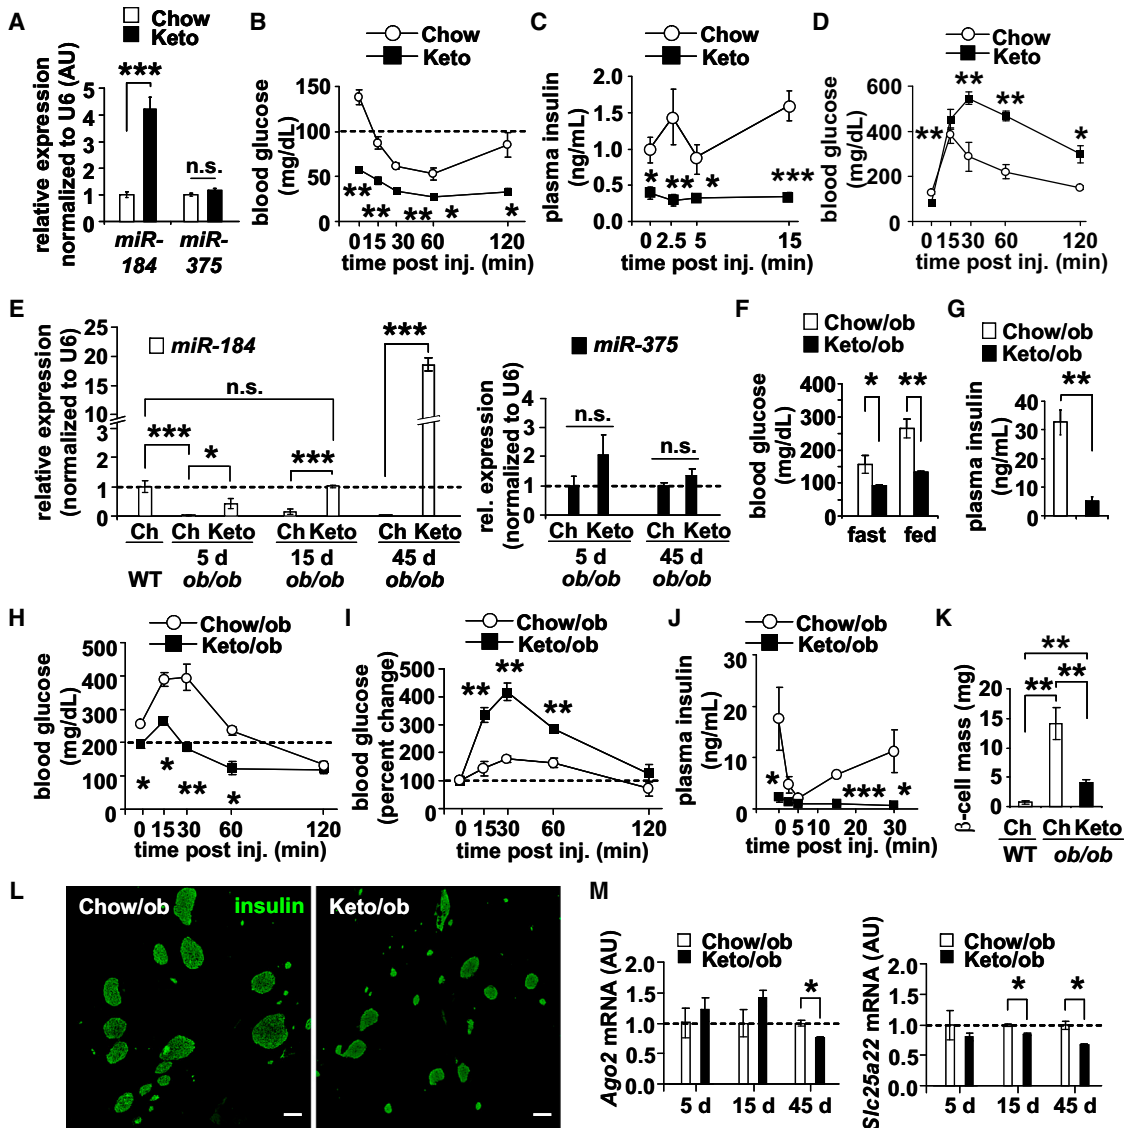 A
Chow
Keto
relative expression
normalized to U6 (AU)
5
4
3
2
1
0
***
n.s.
miR-
184
miR-
375
B
Chow
Keto
blood glucose
(mg/dL)
150
100
50
0
**
**
**
*
*
0 15 30 60 120
time post inj. (min)
C
Chow
Keto
plasma insulin
(ng/mL)
2.0
1.5
1.0
0.5
0.0
*
**
*
***
0 2.5 5 15
time post inj. (min)
D
Chow
Keto
blood glucose
(mg/dL)
600
400
200
0
**
**
**
*
0 15 30 60 120
time post inj. (min)
E
relative expression
(normalized to U6)
miR-184
25
20
15
10
3
2
1
0
***
n.s.
***
*
***
Ch Ch Keto Ch Keto Ch Keto
5 d 15 d 45 d
WT ob/ob ob/ob ob/ob
miR-375
rel. expression
(normalized to U6)
4
3
2
1
0
n.s.
n.s.
Ch Keto Ch Keto
5 d 45 d
ob/ob ob/ob
F
Chow/ob
Keto/ob
blood glucose
(mg/dL)
400
300
200
100
0
*
**
fast fed
G
Chow/ob
Keto/ob
plasma insulin
(ng/mL)
40
30
20
10
0
**
H
Chow/ob
Keto/ob
blood glucose
(mg/dL)
500
400
300
200
100
0
*
*
**
*
0 15 30 60 120
time post inj. (min)
I
Chow/ob
Keto/ob
blood glucose
(percent change)
500
400
300
200
100
0
**
**
**
0 15 30 60 120
time post inj. (min)
J
Chow/ob
Keto/ob
plasma insulin
(ng/mL)
30
20
10
0
*
***
*
0 5 10 20 30
time post inj. (min)
K
β-cell mass (mg)
20
15
10
5
0
**
**
**
Ch Ch Keto
WT ob/ob
L
Chow/ob insulin
Keto/ob
M
Chow/ob
Keto/ob
Ago2 mRNA (AU)
2.0
1.5
1.0
0.5
0.0
*
5 d 15 d 45 d
Chow/ob
Keto/ob
Slc25a22 mRNA (AU)
2.0
1.5
1.0
0.5
0.0
*
*
5 d 15 d 45 d